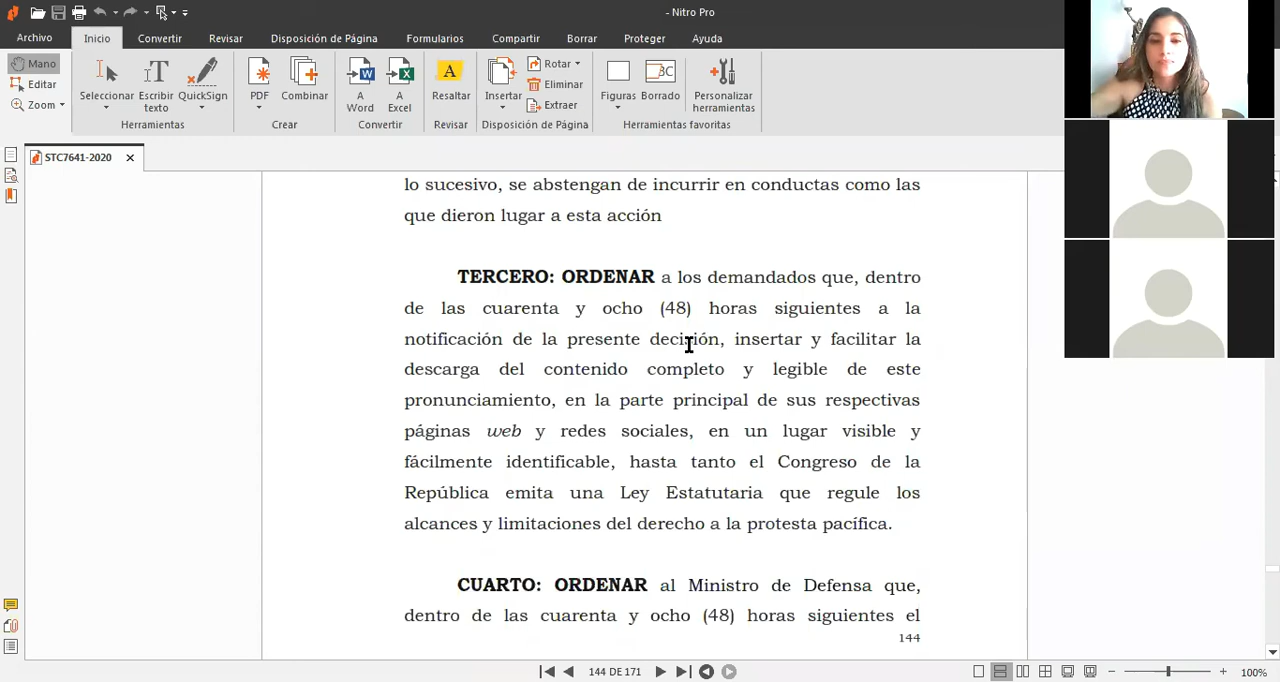 - Nitro Pro
Archivo Inicio Convertir Revisar Disposición de Página Formularios Compartir Borrar Proteger Ayuda
Mano
Editar
Zoom
Seleccionar
Escribir texto
QuickSign
Herramientas
PDF
Combinar
Crear
A Word
A Excel
Convertir
Resaltar
Revisar
Insertar
Rotar
Eliminar
Extraer
Disposición de Página
Figuras
Borrado
Personalizar herramientas
Herramientas favoritas
STC7641-2020
lo sucesivo, se abstengan de incurrir en conductas como las
que dieron lugar a esta acción
TERCERO: ORDENAR a los demandados que, dentro
de las cuarenta y ocho (48) horas siguientes a la
notificación de la presente decisión, insertar y facilitar la
descarga del contenido completo y legible de este
pronunciamiento, en la parte principal de sus respectivas
páginas web y redes sociales, en un lugar visible y
fácilmente identificable, hasta tanto el Congreso de la
República emita una Ley Estatutaria que regule los
alcances y limitaciones del derecho a la protesta pacífica.
CUARTO: ORDENAR al Ministro de Defensa que,
dentro de las cuarenta y ocho (48) horas siguientes el
144
144 DE 171
100%